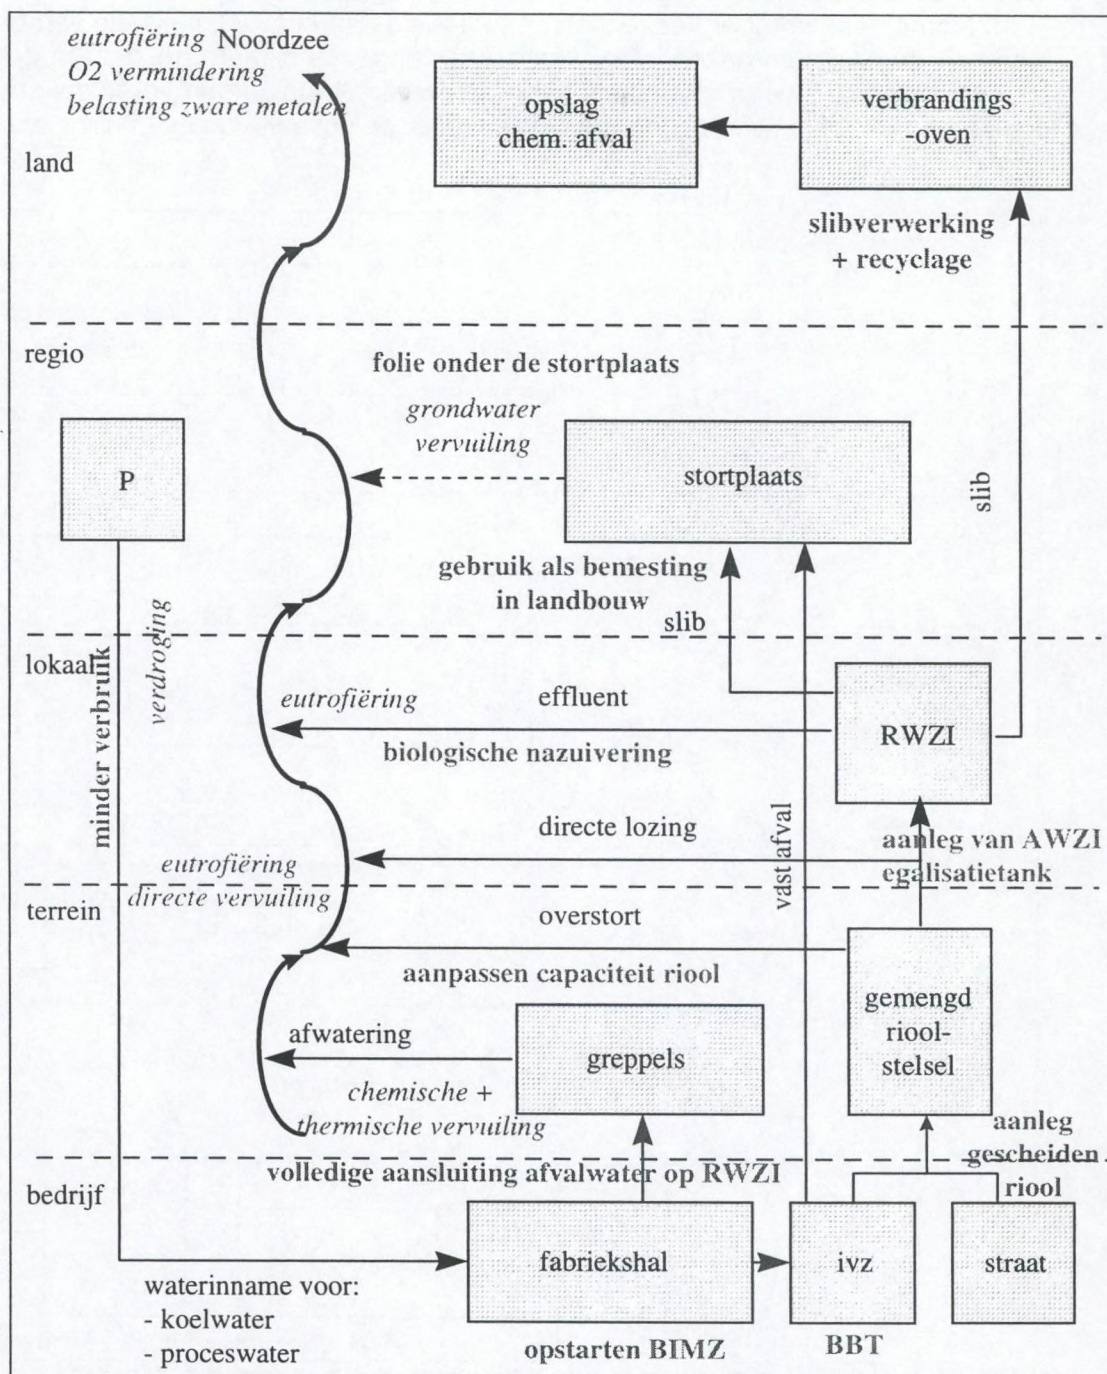 eutrofiëring Noordzee
O2 vermindering
belasting zware metalen
opslag
chem. afval
verbrandings
-oven
land
slibverwerking
+ recyclage
regio
folie onder de stortplaats
grondwater
vervuiling
P
stortplaats
slib
gebruik als bemesting
in landbouw
slib
verdroging
lokaal
minder verbruik
eutrofiëring
effluent
RWZI
biologische nazuivering
directe lozing
vast afval
aanleg van AWZI
egalisatietank
eutrofiëring
directe vervuiling
terrein
overstort
aanpassen capaciteit riool
gemengd
riool-
stelsel
afwatering
greppels
chemische +
thermische vervuiling
aanleg
gescheiden
riool
volledige aansluiting afvalwater op RWZI
bedrijf
fabriekshal
ivz
straat
waterinname voor:
- koelwater
- proceswater
opstarten BIMZ
BBT